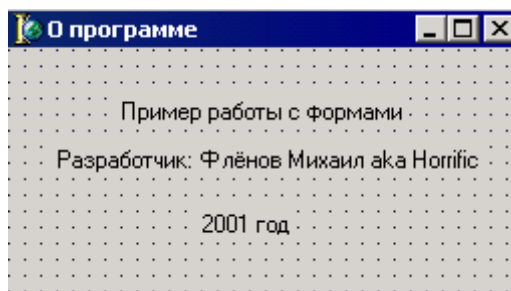 О программе
Пример работы с формами
Разработчик: Флёнов Михаил aka Horrific
2001 год